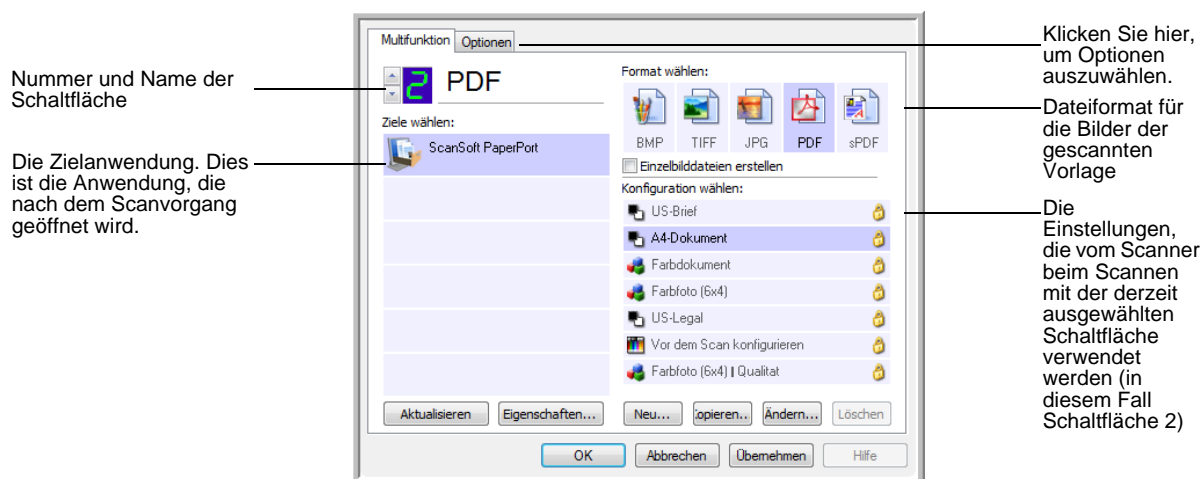 Nummer und Name der
Schaltfläche
Die Zielanwendung. Dies
ist die Anwendung, die
nach dem Scanvorgang
geöffnet wird.
Multifunktion Optionen
2 PDF
Ziele wählen:
ScanSoft PaperPort
Aktualisieren Eigenschaften...
Format wählen:
BMP TIFF JPG PDF sPDF
Einzelbilddateien erstellen
Konfiguration wählen:
US-Brief
A4-Dokument
Farbdokument
Farbfoto (6x4)
US-Legal
Vor dem Scan konfigurieren
Farbfoto (6x4) | Qualitat
Neu... opieren.. Ändern... Löschen
OK Abbrechen Übernehmen Hilfe
Klicken Sie hier,
um Optionen
auszuwählen.
Dateiformat für
die Bilder der
gescannten
Vorlage
Die
Einstellungen,
die vom Scanner
beim Scannen
mit der derzeit
ausgewählten
Schaltfläche
verwendet
werden (in
diesem Fall
Schaltfläche 2)